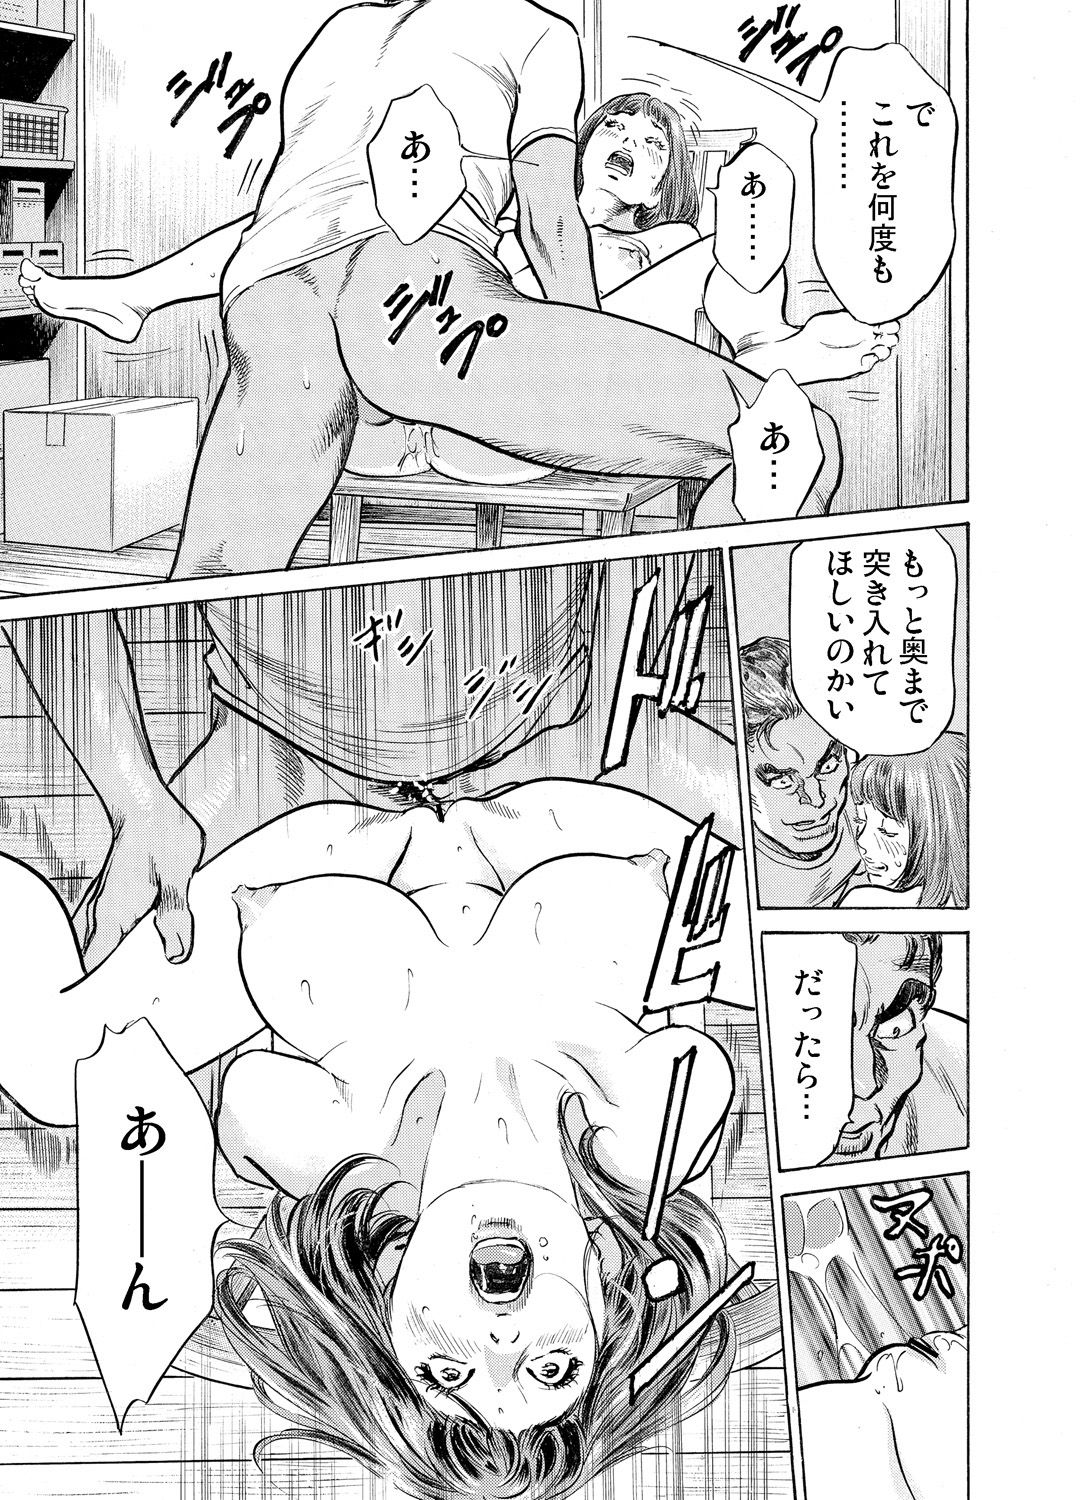 で
これを何度も
………
あ……
ジュプ
ジュプ
あ…
ジュプ
あ…
もっと奥まで
突き入れて
ほしいのかい
だったら…
ヌポ
ギシ
ジジ
あーーん